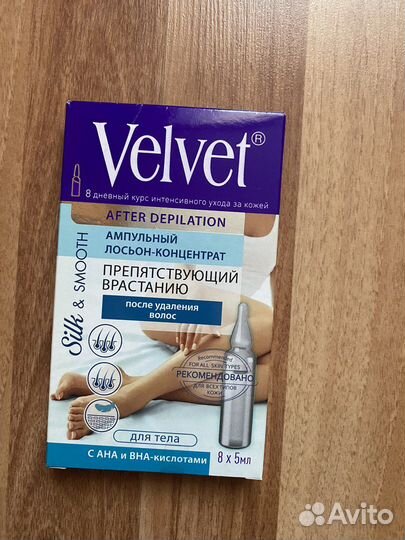 Velvet®
8 дневный курс интенсивного ухода за кожей
AFTER DEPILATION
АМПУЛЬНЫЙ
ЛОСЬОН-КОНЦЕНТРАТ
ПРЕПЯТСТВУЮЩИЙ
ВРАСТАНИЮ
после удаления
волос
Silk & SMOOTH
Recommended
FOR ALL SKIN TYPES
РЕКОМЕНДОВАНО
ДЛЯ ВСЕХ ТИПОВ
КОЖИ
для тела
С АНА и ВНА-кислотами
8 х 5мл
Avito